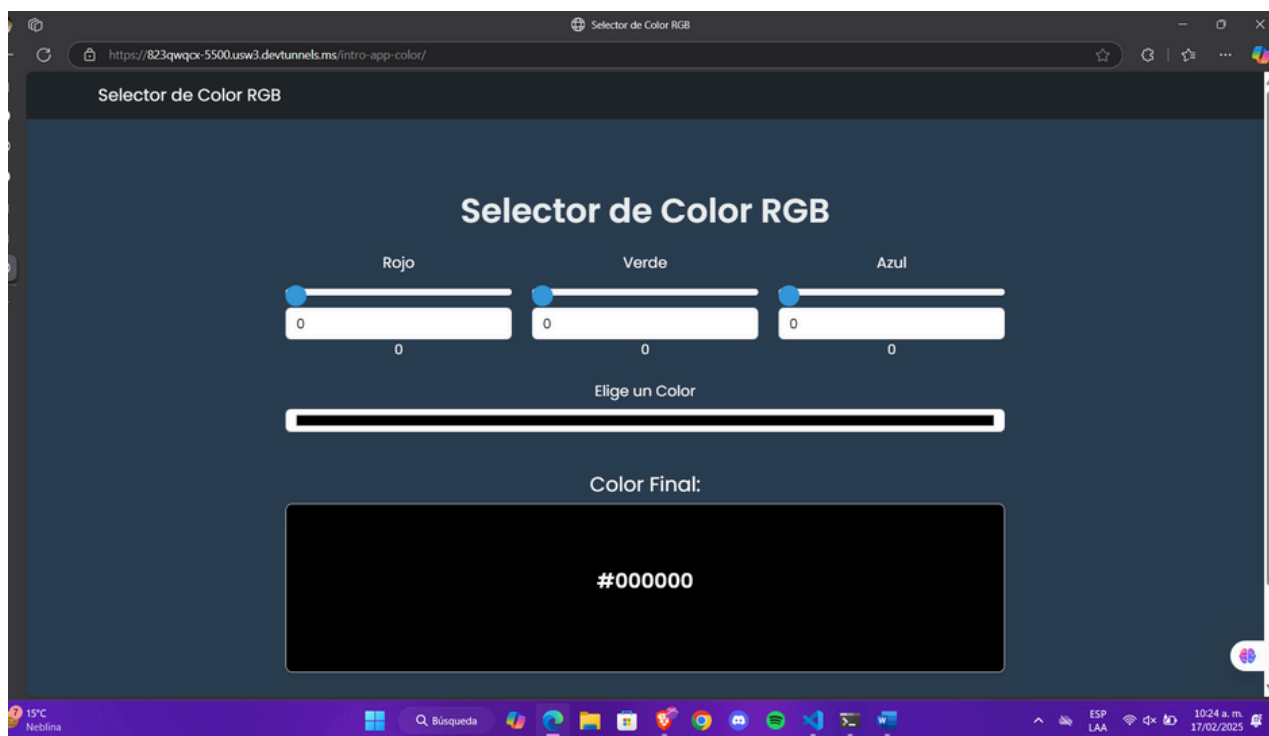 Selector de Color RGB
https://823qwqcx-5500.usw3.devtunnels.ms/intro-app-color/
Selector de Color RGB
Selector de Color RGB
Rojo Verde Azul
0 0 0
0 0 0
Elige un Color
Color Final:
#000000
7 15°C
Neblina
Búsqueda
ESP
LAA
10:24 a. m.
17/02/2025